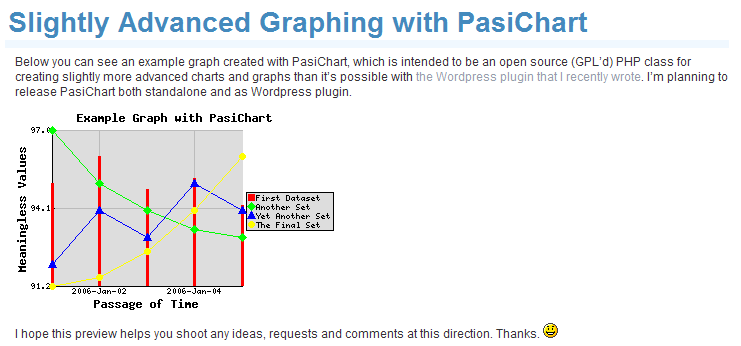 Slightly Advanced Graphing with PasiChart
Below you can see an example graph created with PasiChart, which is intended to be an open source (GPL'd) PHP class for
creating slightly more advanced charts and graphs than it's possible with the Wordpress plugin that I recently wrote. I'm planning to
release PasiChart both standalone and as Wordpress plugin.
Example Graph with PasiChart
Meaningless Values
97.0
94.1
91.2
First Dataset
Another Set
Yet Another Set
The Final Set
2006-Jan-02 2006-Jan-04
Passage of Time
I hope this preview helps you shoot any ideas, requests and comments at this direction. Thanks.